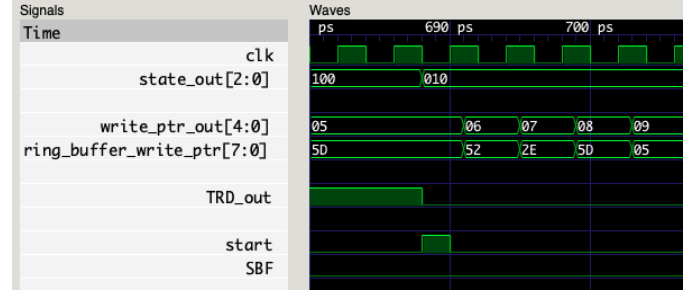 Signals
Waves
Time
ps 690 ps 700 ps
clk
state_out[2:0] 100 010
write_ptr_out[4:0] 05 06 07 08 09
ring_buffer_write_ptr[7:0] 5D 52 2E 5D 05
TRD_out
start
SBF